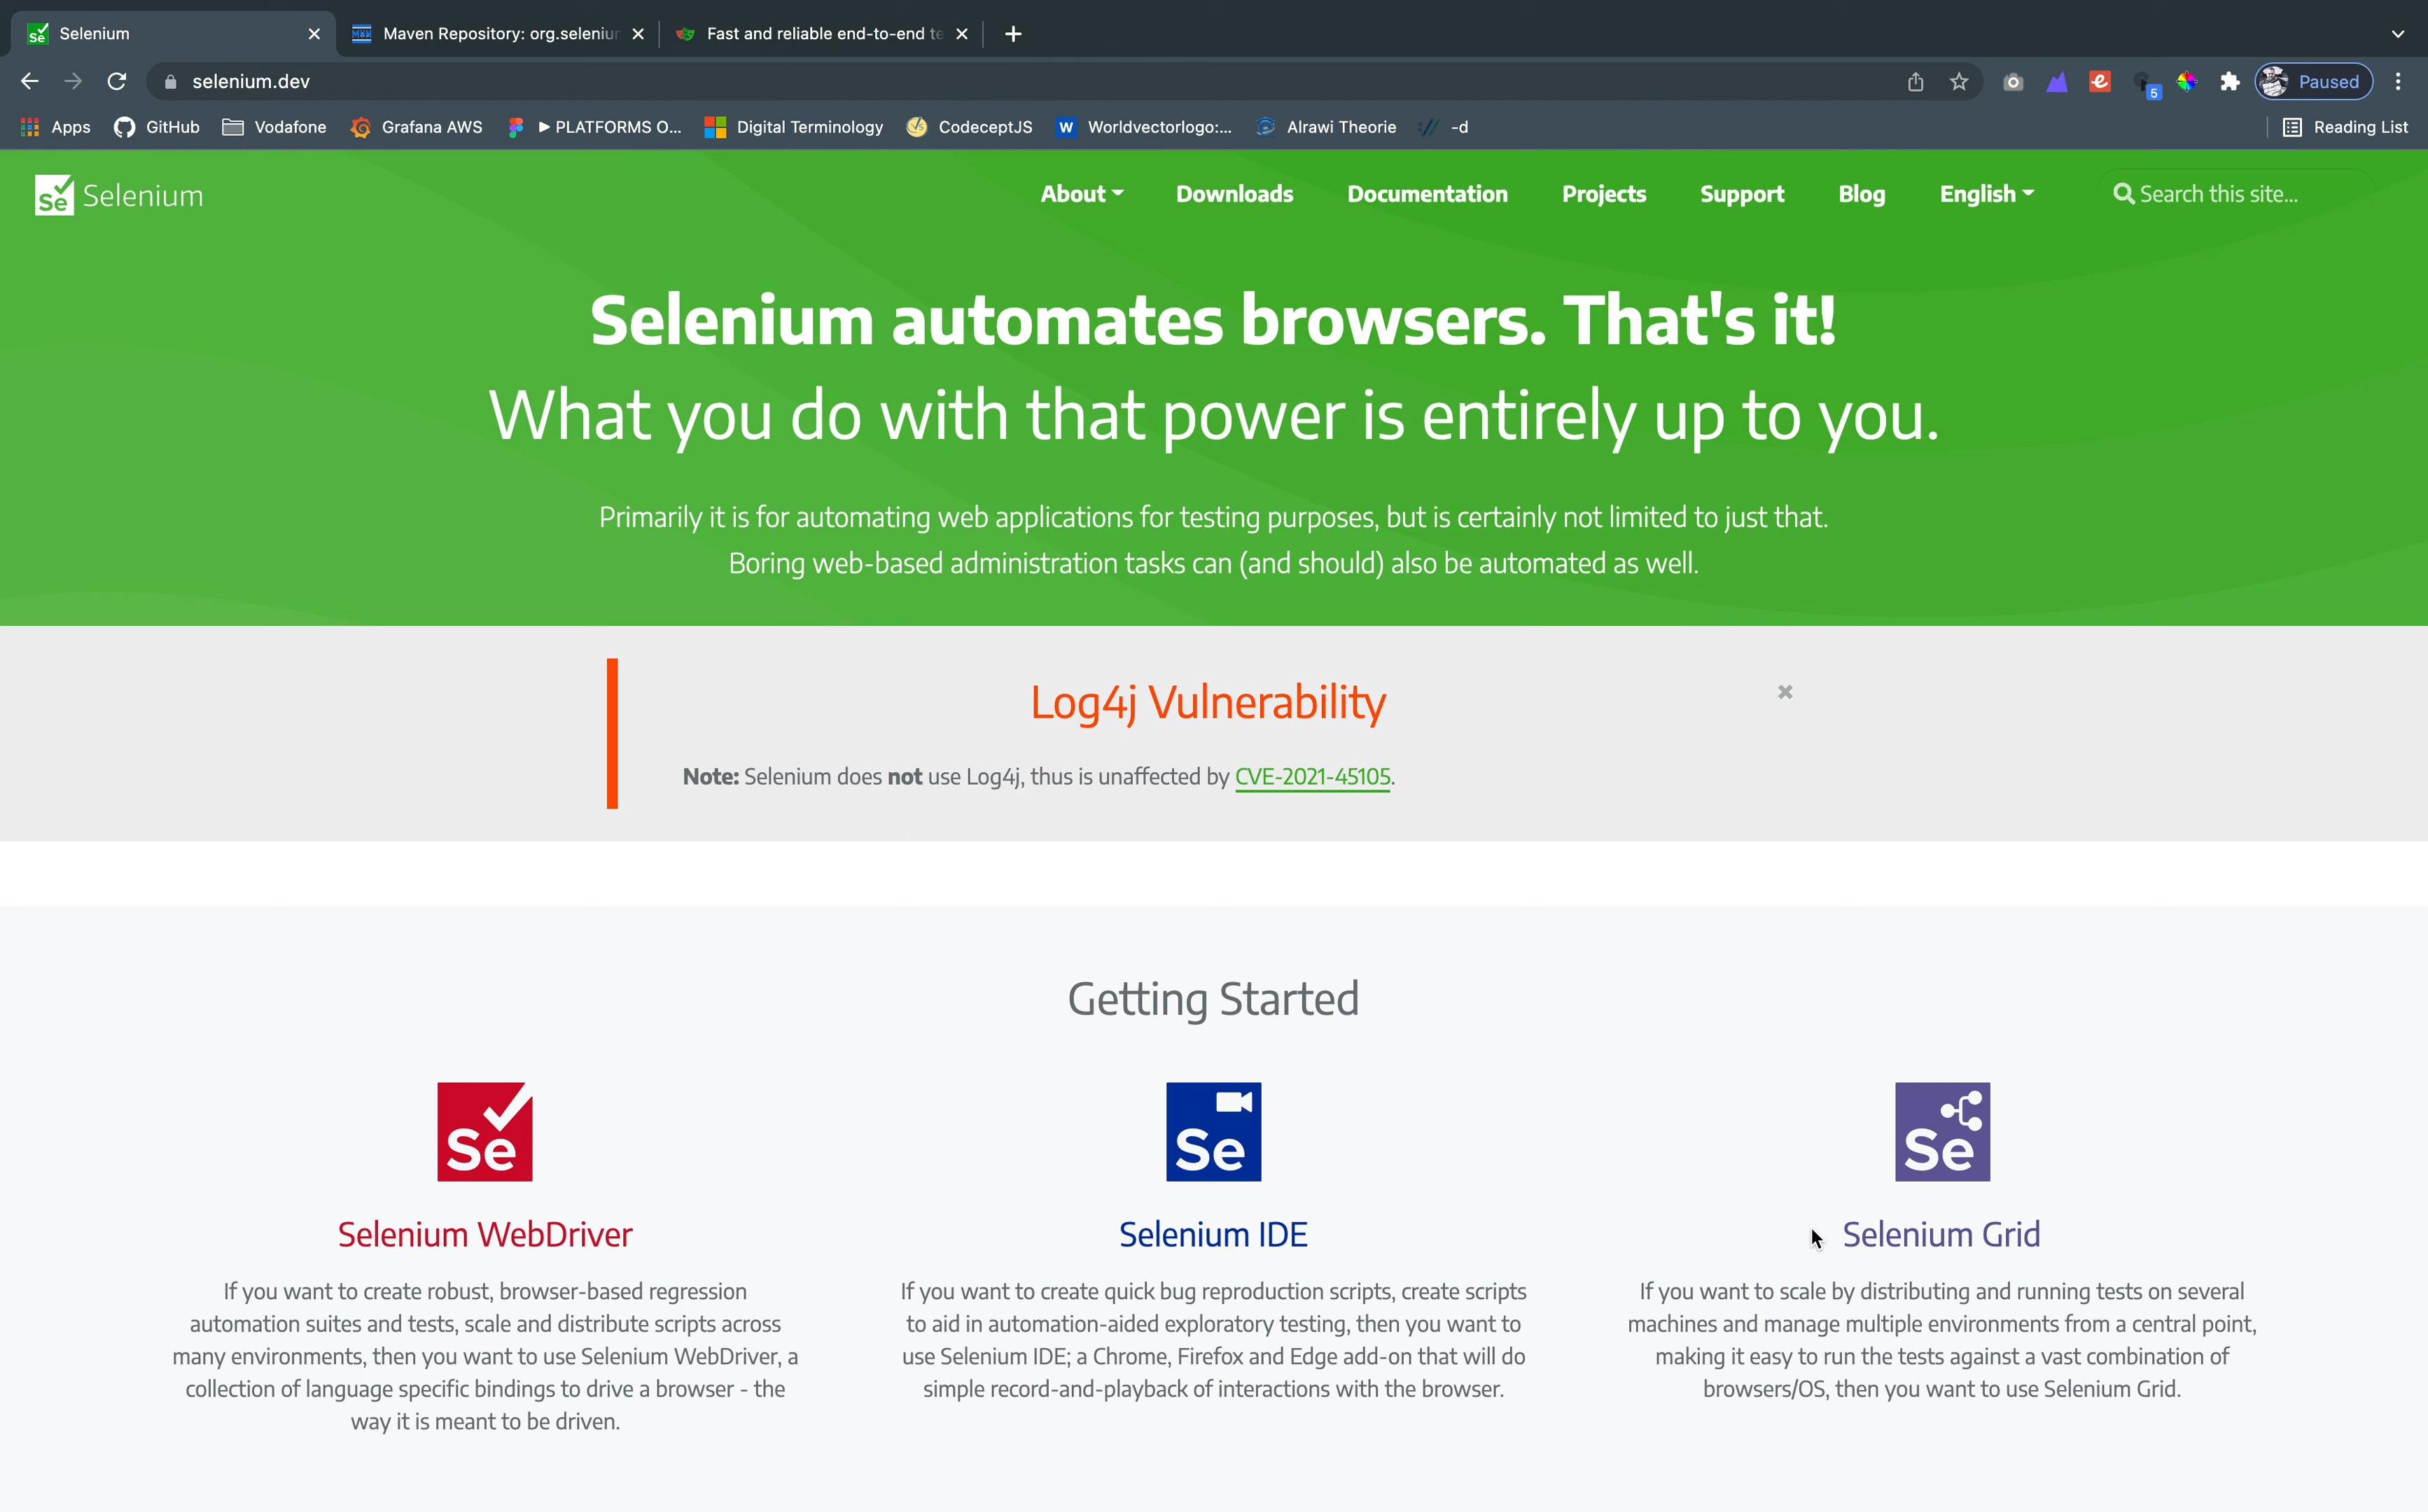 Selenium
Maven Repository: org.seleniu
Fast and reliable end-to-end te
selenium.dev
5
Paused
Apps
GitHub
Vodafone
Grafana AWS
▶ PLATFORMS O...
Digital Terminology
CodeceptJS
W
Worldvectorlogo:...
Alrawi Theorie
-d
Reading List
Se Selenium
About
Downloads
Documentation
Projects
Support
Blog
English
Search this site...
Selenium automates browsers. That's it!
What you do with that power is entirely up to you.
Primarily it is for automating web applications for testing purposes, but is certainly not limited to just that.
Boring web-based administration tasks can (and should) also be automated as well.
Log4j Vulnerability
Note: Selenium does not use Log4j, thus is unaffected by CVE-2021-45105.
Getting Started
Se
Selenium WebDriver
If you want to create robust, browser-based regression
automation suites and tests, scale and distribute scripts across
many environments, then you want to use Selenium WebDriver, a
collection of language specific bindings to drive a browser - the
way it is meant to be driven.
Se
Selenium IDE
If you want to create quick bug reproduction scripts, create scripts
to aid in automation-aided exploratory testing, then you want to
use Selenium IDE; a Chrome, Firefox and Edge add-on that will do
simple record-and-playback of interactions with the browser.
Se
Selenium Grid
If you want to scale by distributing and running tests on several
machines and manage multiple environments from a central point,
making it easy to run the tests against a vast combination of
browsers/OS, then you want to use Selenium Grid.